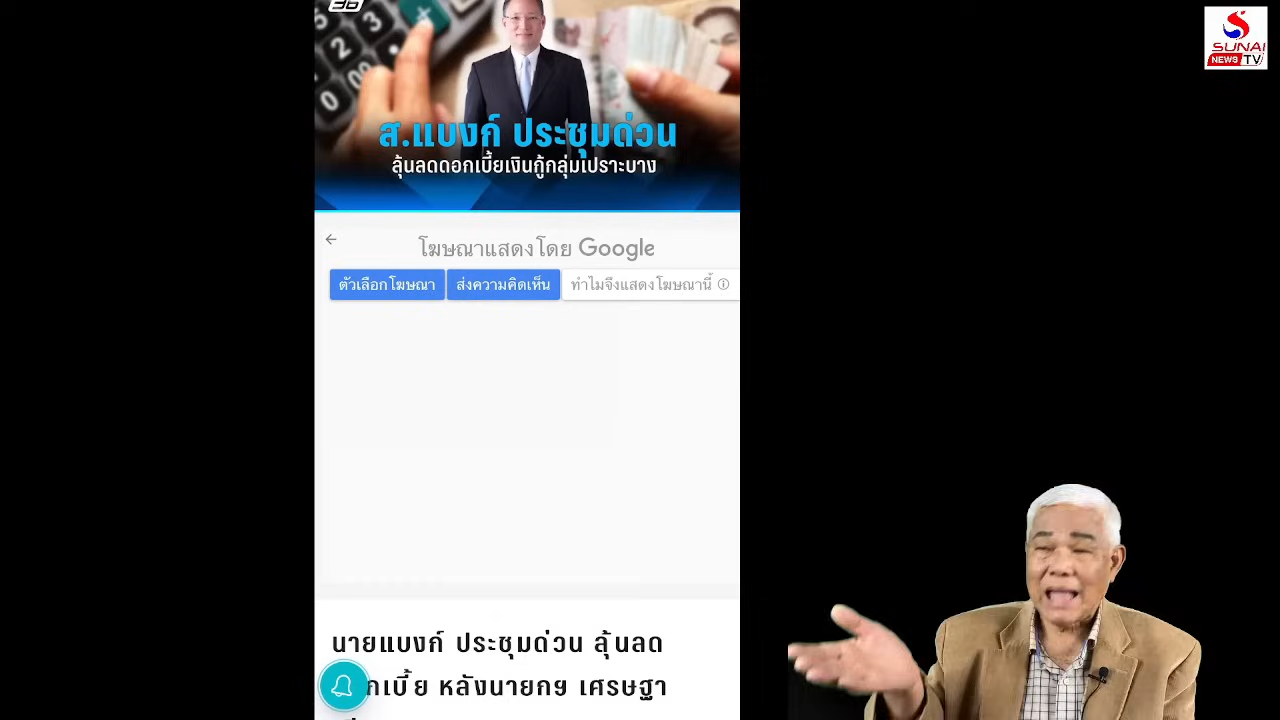 36
SUNAI
NEWS TV
ส.แบงก์ ประชุมด่วน
ลุ้นลดดอกเบี้ยเงินกู้กลุ่มเปราะบาง
โฆษณาแสดงโดย Google
ตัวเลือกโฆษณา ส่งความคิดเห็น ทำไมจึงแสดงโฆษณานี้
นายแบงก์ ประชุมด่วน ลุ้นลด
กเบี้ย หลังนายกฯ เศรษฐา